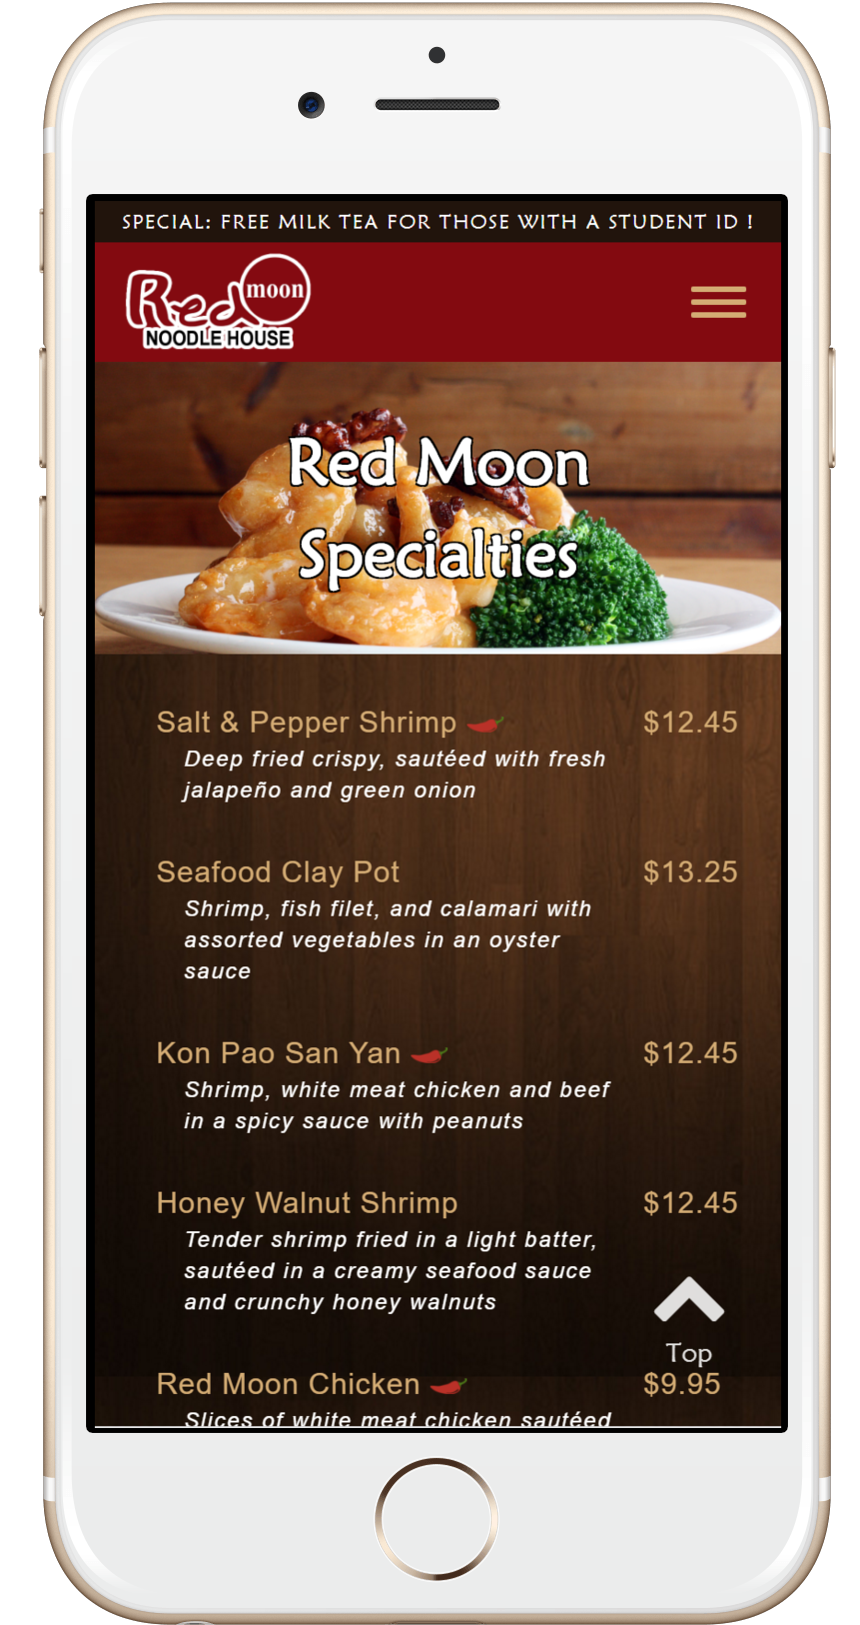 SPECIAL: FREE MILK TEA FOR THOSE WITH A STUDENT ID !
Red moon
NOODLE HOUSE
Red Moon
Specialties
Salt & Pepper Shrimp $12.45
Deep fried crispy, sautéed with fresh
jalapeño and green onion
Seafood Clay Pot $13.25
Shrimp, fish filet, and calamari with
assorted vegetables in an oyster
sauce
Kon Pao San Yan $12.45
Shrimp, white meat chicken and beef
in a spicy sauce with peanuts
Honey Walnut Shrimp $12.45
Tender shrimp fried in a light batter,
sautéed in a creamy seafood sauce
and crunchy honey walnuts
Top
Red Moon Chicken $9.95
Slices of white meat chicken sautéed